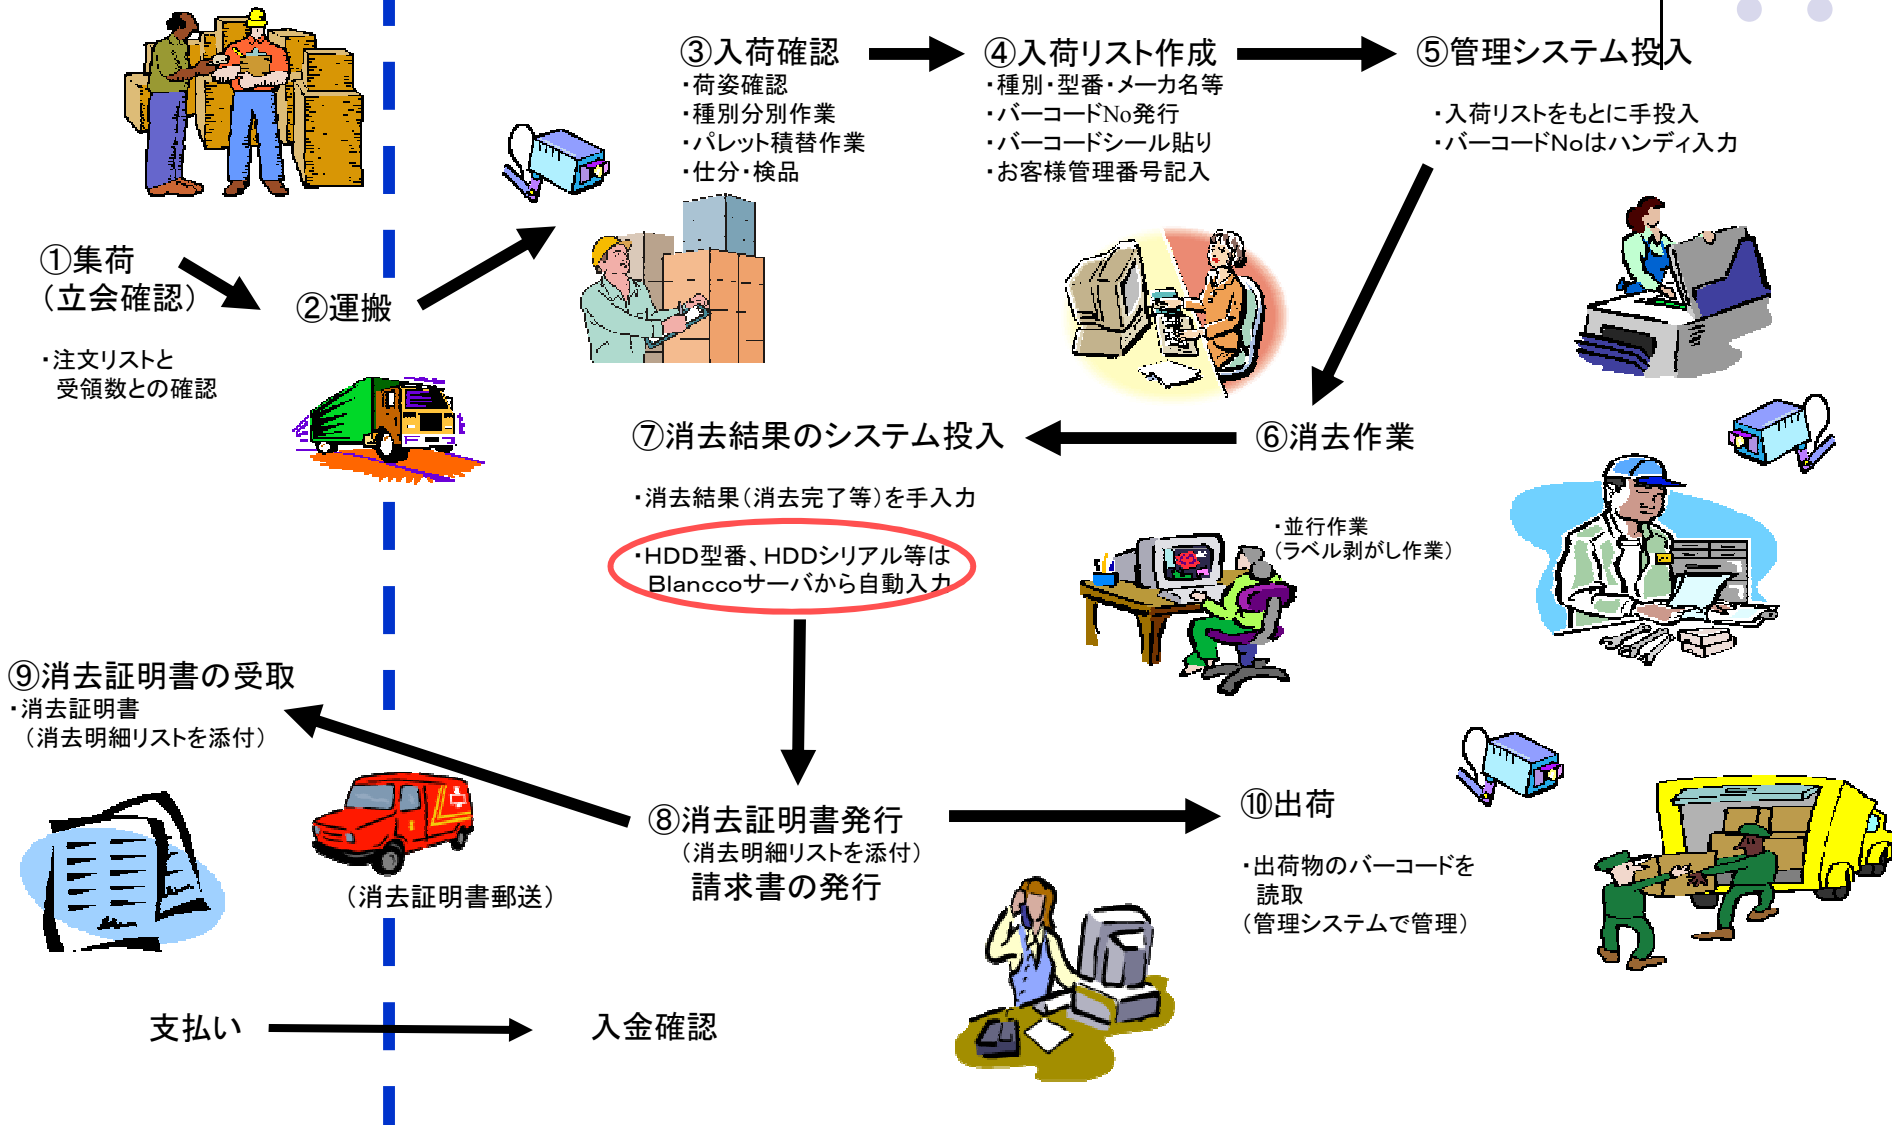 ①集荷
（立会確認）
・注文リストと
受領数との確認
②運搬
③入荷確認
・荷姿確認
・種別分別作業
・パレット積替作業
・仕分・検品
④入荷リスト作成
・種別・型番・メーカ名等
・バーコードNo発行
・バーコードシール貼り
・お客様管理番号記入
⑤管理システム投入
・入荷リストをもとに手投入
・バーコードNoはハンディ入力
⑥消去作業
・並行作業
（ラベル剥がし作業）
⑦消去結果のシステム投入
・消去結果（消去完了等）を手入力
・HDD型番、HDDシリアル等は
Blanccoサーバから自動入力
⑧消去証明書発行
（消去明細リストを添付）
請求書の発行
⑨消去証明書の受取
・消去証明書
（消去明細リストを添付）
（消去証明書郵送）
⑩出荷
・出荷物のバーコードを
読取
（管理システムで管理）
支払い
入金確認